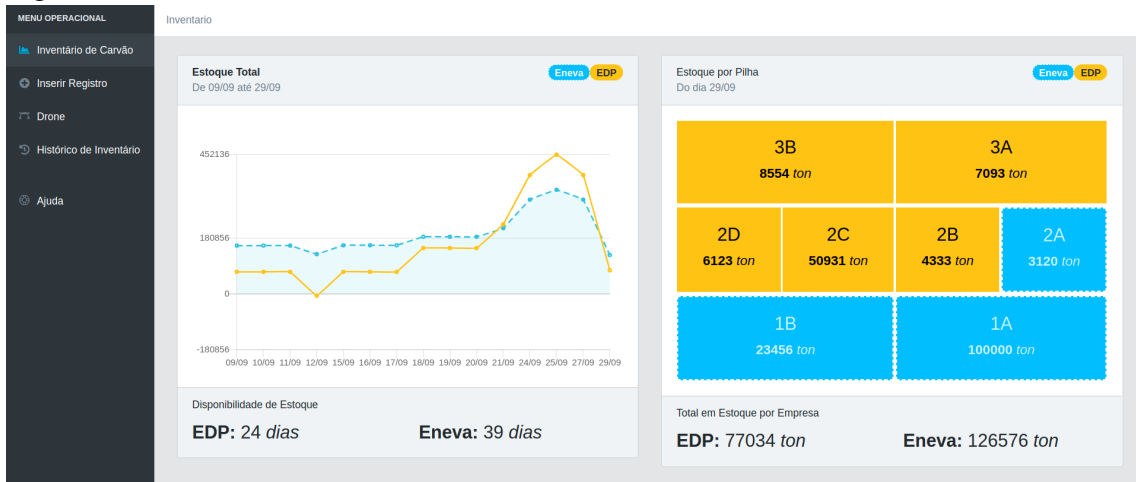 MENU OPERACIONAL
Inventário de Carvão
Inserir Registro
Drone
Histórico de Inventário
Ajuda
Inventario
Estoque Total
Eneva EDP
De 09/09 até 29/09
452136
180856
0
-180856
09/09 10/09 11/09 12/09 15/09 16/09 17/09 18/09 19/09 20/09 21/09 24/09 25/09 27/09 29/09
Disponibilidade de Estoque
EDP: 24 dias Eneva: 39 dias
Estoque por Pilha
Eneva EDP
Do dia 29/09
3B 3A
8554 ton 7093 ton
2D 2C 2B 2A
6123 ton 50931 ton 4333 ton 3120 ton
1B 1A
23456 ton 100000 ton
Total em Estoque por Empresa
EDP: 77034 ton Eneva: 126576 ton